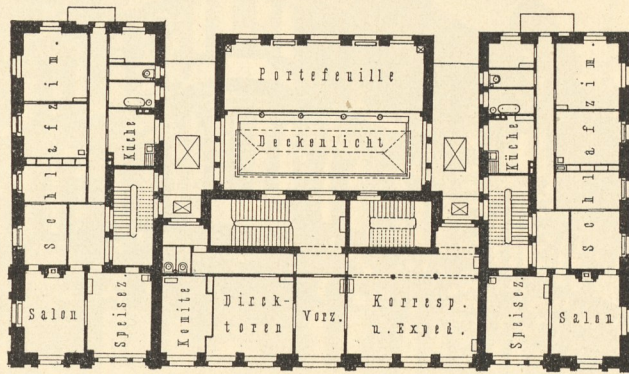 Portefeuille
Deckenlicht
Schlafzim.
Küche
Küche
Schlafzim.
Salon
Speisez.
Komite
Direk-
toren
Vorz.
Korresp.
u. Exped.
Speisez.
Salon